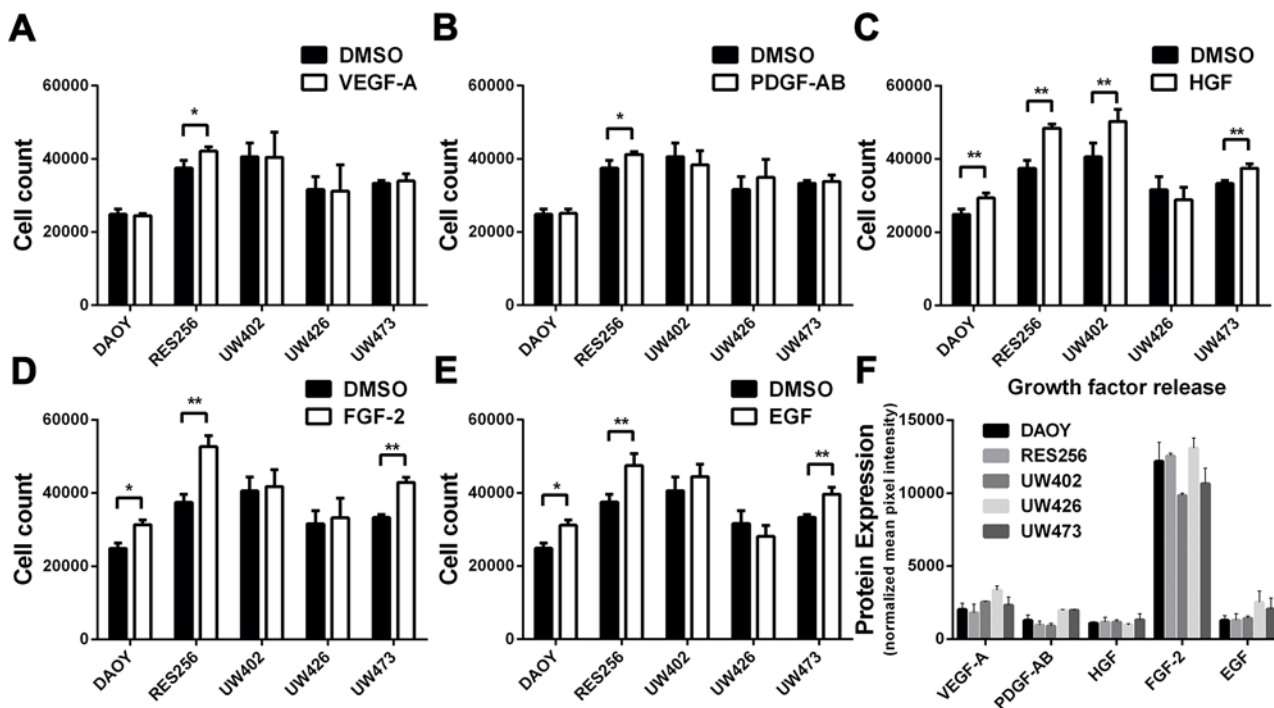 A
DMSO
VEGF-A
60000
40000
20000
0
Cell count
*
DAOY
RES256
UW402
UW426
UW473
B
DMSO
PDGF-AB
60000
40000
20000
0
Cell count
*
DAOY
RES256
UW402
UW426
UW473
C
DMSO
HGF
60000
40000
20000
0
Cell count
**
**
**
**
DAOY
RES256
UW402
UW426
UW473
D
DMSO
FGF-2
60000
40000
20000
0
Cell count
*
**
**
DAOY
RES256
UW402
UW426
UW473
E
DMSO
EGF
60000
40000
20000
0
Cell count
*
**
**
DAOY
RES256
UW402
UW426
UW473
F
Growth factor release
15000
10000
5000
0
Protein Expression
(normalized mean pixel intensity)
DAOY
RES256
UW402
UW426
UW473
VEGF-A
PDGF-AB
HGF
FGF-2
EGF